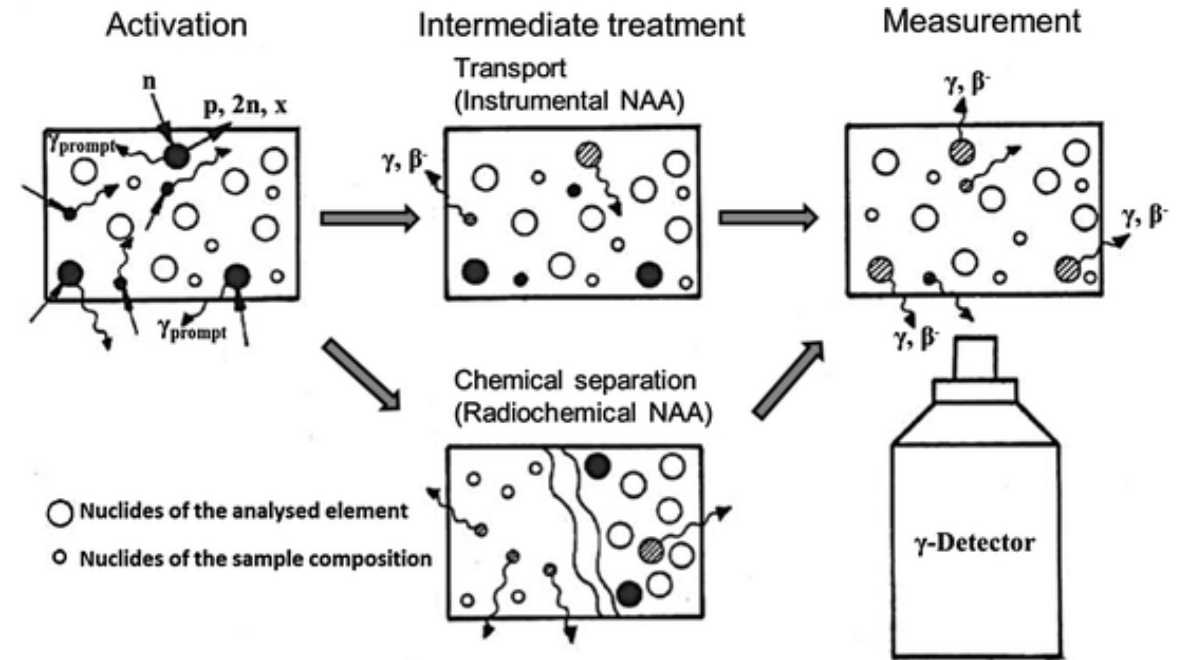 Activation
Intermediate treatment
Measurement
Transport
(Instrumental NAA)
n
p, 2n, x
γprompt
γ, β-
γ, β-
γ, β-
γprompt
γ, β-
Chemical separation
(Radiochemical NAA)
Nuclides of the analysed element
Nuclides of the sample composition
γ-Detector